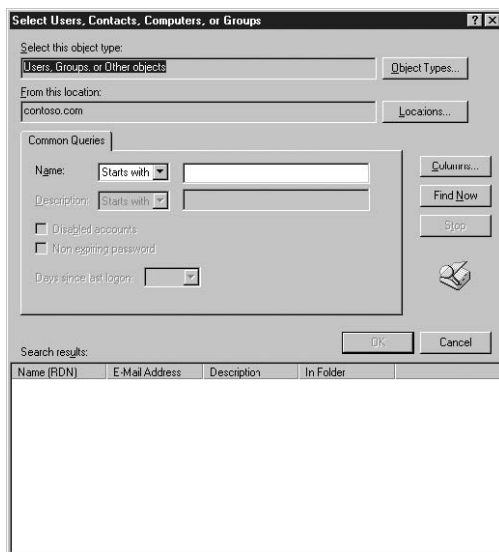 Select Users, Contacts, Computers, or Groups
Select this object type:
Users, Groups, or Other objects
Object Types...
From this location:
contoso.com
Locations...
Common Queries
Name:
Starts with
Columns...
Description:
Starts with
Find Now
Disabled accounts
Stop
Non expiring password
Days since last logon:
OK
Cancel
Search results:
Name (RDN) E-Mail Address Description In Folder